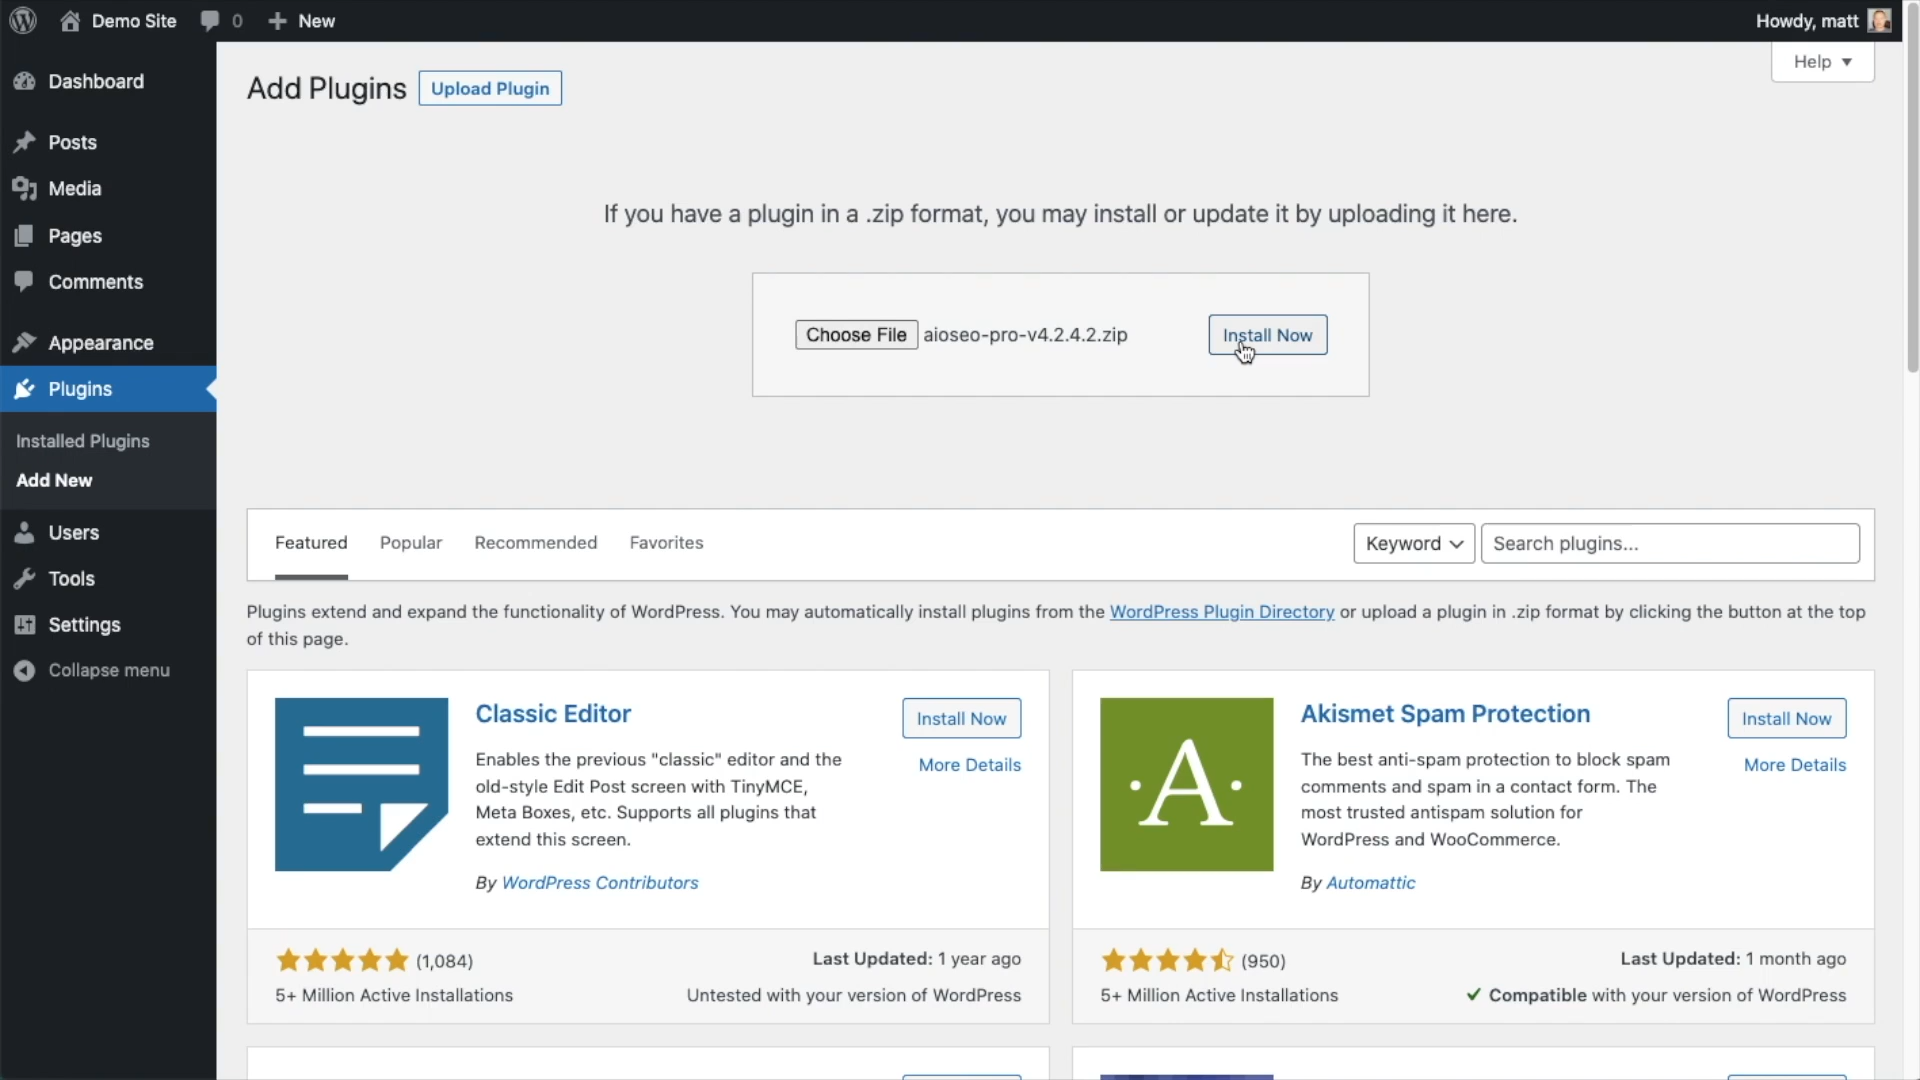 Demo Site
0
New
Howdy, matt
Help
Dashboard
Posts
Media
Pages
Comments
Appearance
Plugins
Installed Plugins
Add New
Users
Tools
Settings
Collapse menu
Add Plugins
Upload Plugin
If you have a plugin in a .zip format, you may install or update it by uploading it here.
Choose File aioseo-pro-v4.2.4.2.zip
Install Now
Featured
Popular
Recommended
Favorites
Keyword
Search plugins...
Plugins extend and expand the functionality of WordPress. You may automatically install plugins from the WordPress Plugin Directory or upload a plugin in .zip format by clicking the button at the top
of this page.
Classic Editor
Install Now
More Details
Enables the previous "classic" editor and the
old-style Edit Post screen with TinyMCE,
Meta Boxes, etc. Supports all plugins that
extend this screen.
By WordPress Contributors
(1,084)
Last Updated: 1 year ago
5+ Million Active Installations
Untested with your version of WordPress
A
Akismet Spam Protection
Install Now
More Details
The best anti-spam protection to block spam
comments and spam in a contact form. The
most trusted antispam solution for
WordPress and WooCommerce.
By Automattic
(950)
Last Updated: 1 month ago
5+ Million Active Installations
Compatible with your version of WordPress